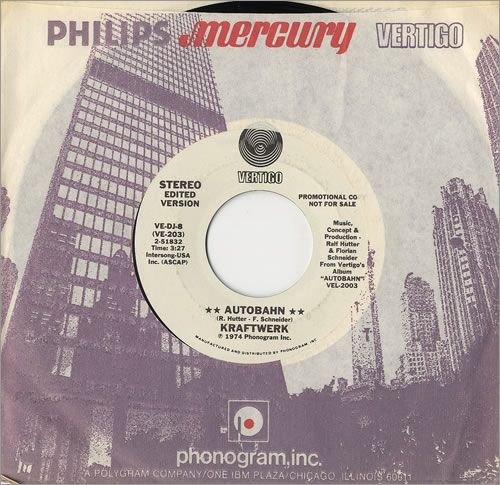 PHILIPS mercury VERTIGO
VERTIGO
STEREO
EDITED
VERSION
VE-DJ-8
(VE-203)
2-51832
Time: 3:27
Intersong-USA
Inc. (ASCAP)
PROMOTIONAL CO
NOT FOR SALE
Music,
Concept &
Production -
Ralf Hutter
& Florian
Schneider
From Vertigo's
Album
"AUTOBAHN"
VEL-2003
★★ AUTOBAHN ★★
(R. Hutter - F. Schneider)
KRAFTWERK
℗ 1974 Phonogram Inc.
MANUFACTURED AND DISTRIBUTED BY PHONOGRAM, INC
p
phonogram, inc.
A POLYGRAM COMPANY/ONE IBM PLAZA/CHICAGO, ILLINOIS 60611